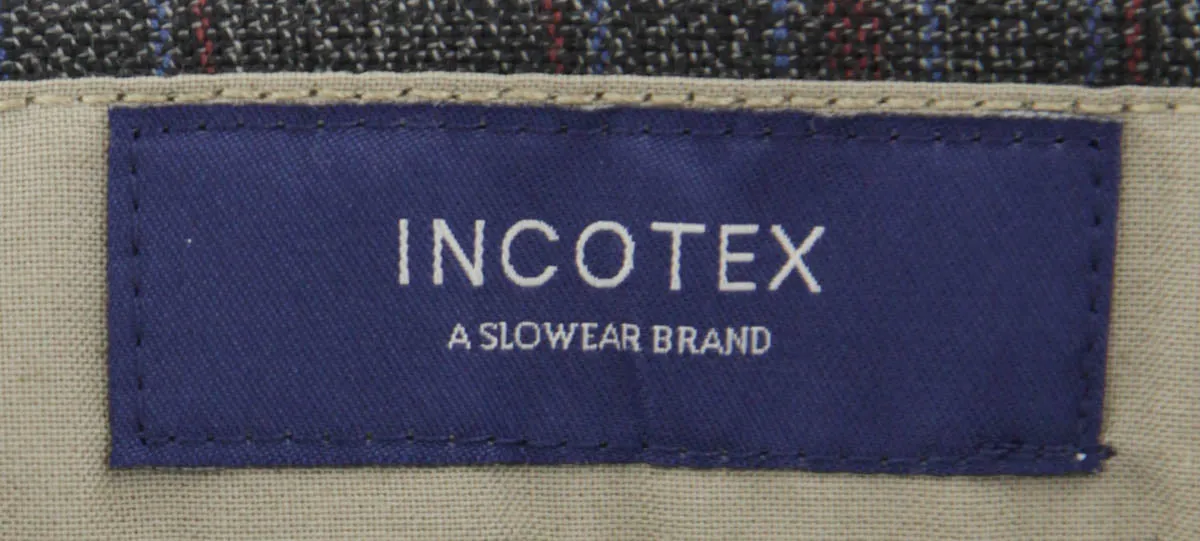 INCOTEX
A SLOWEAR BRAND